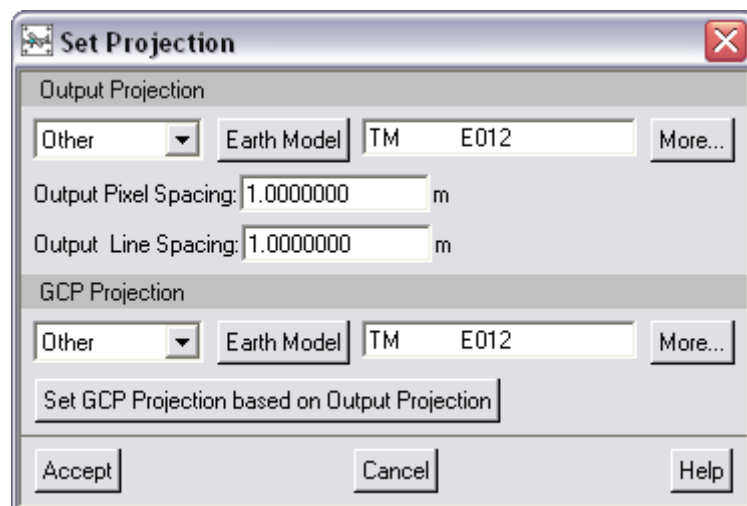 Set Projection
Output Projection
Other Earth Model TM E012 More...
Output Pixel Spacing: 1.0000000 m
Output Line Spacing: 1.0000000 m
GCP Projection
Other Earth Model TM E012 More...
Set GCP Projection based on Output Projection
Accept Cancel Help